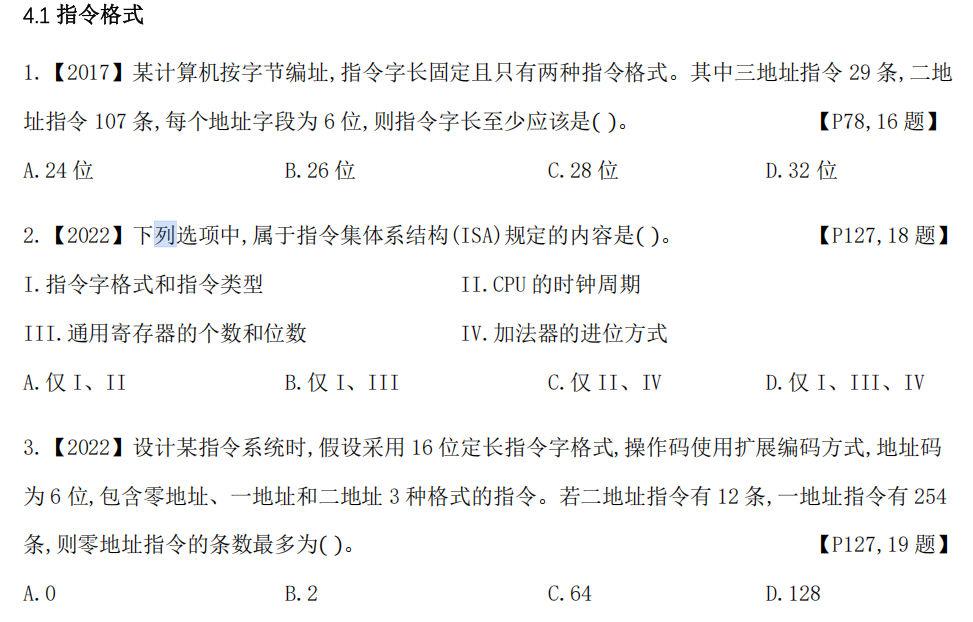 4.1 指令格式
1.【2017】某计算机按字节编址,指令字长固定且只有两种指令格式。其中三地址指令 29 条,二地
址指令 107 条,每个地址字段为 6 位,则指令字长至少应该是( )。 【P78,16 题】
A.24 位 B.26 位 C.28 位 D.32 位
2.【2022】下列选项中,属于指令集体系结构(ISA)规定的内容是( )。 【P127,18 题】
I.指令字格式和指令类型 II.CPU 的时钟周期
III.通用寄存器的个数和位数 IV.加法器的进位方式
A.仅 I、II B.仅 I、III C.仅 II、IV D.仅 I、III、IV
3.【2022】设计某指令系统时,假设采用 16 位定长指令字格式,操作码使用扩展编码方式,地址码
为 6 位,包含零地址、一地址和二地址 3 种格式的指令。若二地址指令有 12 条,一地址指令有 254
条,则零地址指令的条数最多为( )。 【P127,19 题】
A.0 B.2 C.64 D.128